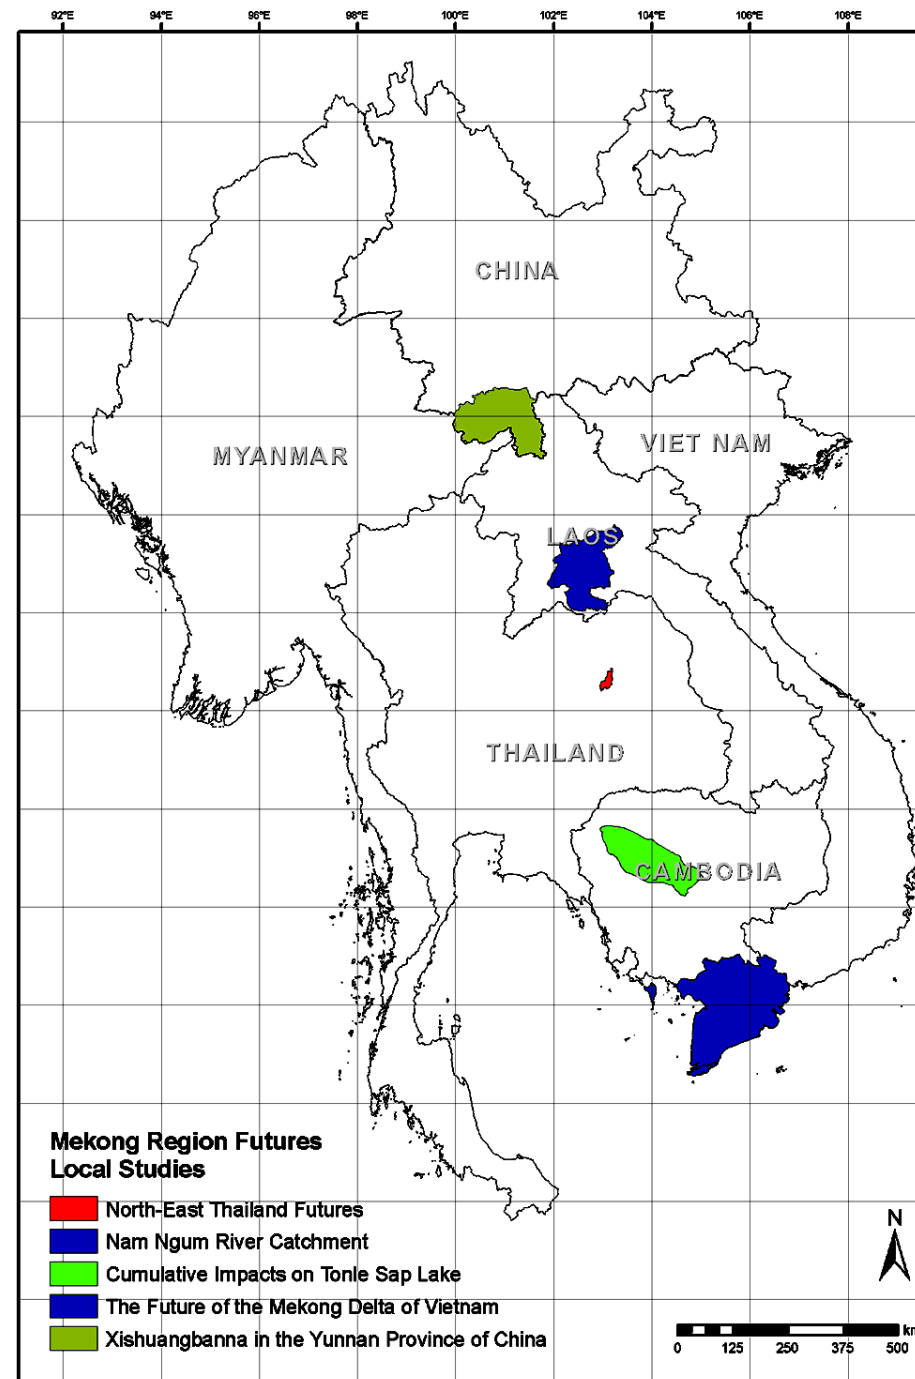 92°E 94°E 96°E 98°E 100°E 102°E 104°E 106°E 108°E
CHINA
VIET NAM
MYANMAR
LAOS
THAILAND
CAMBODIA
Mekong Region Futures
Local Studies
North-East Thailand Futures
Nam Ngum River Catchment
Cumulative Impacts on Tonle Sap Lake
The Future of the Mekong Delta of Vietnam
Xishuangbanna in the Yunnan Province of China
N
km
0 125 250 375 500